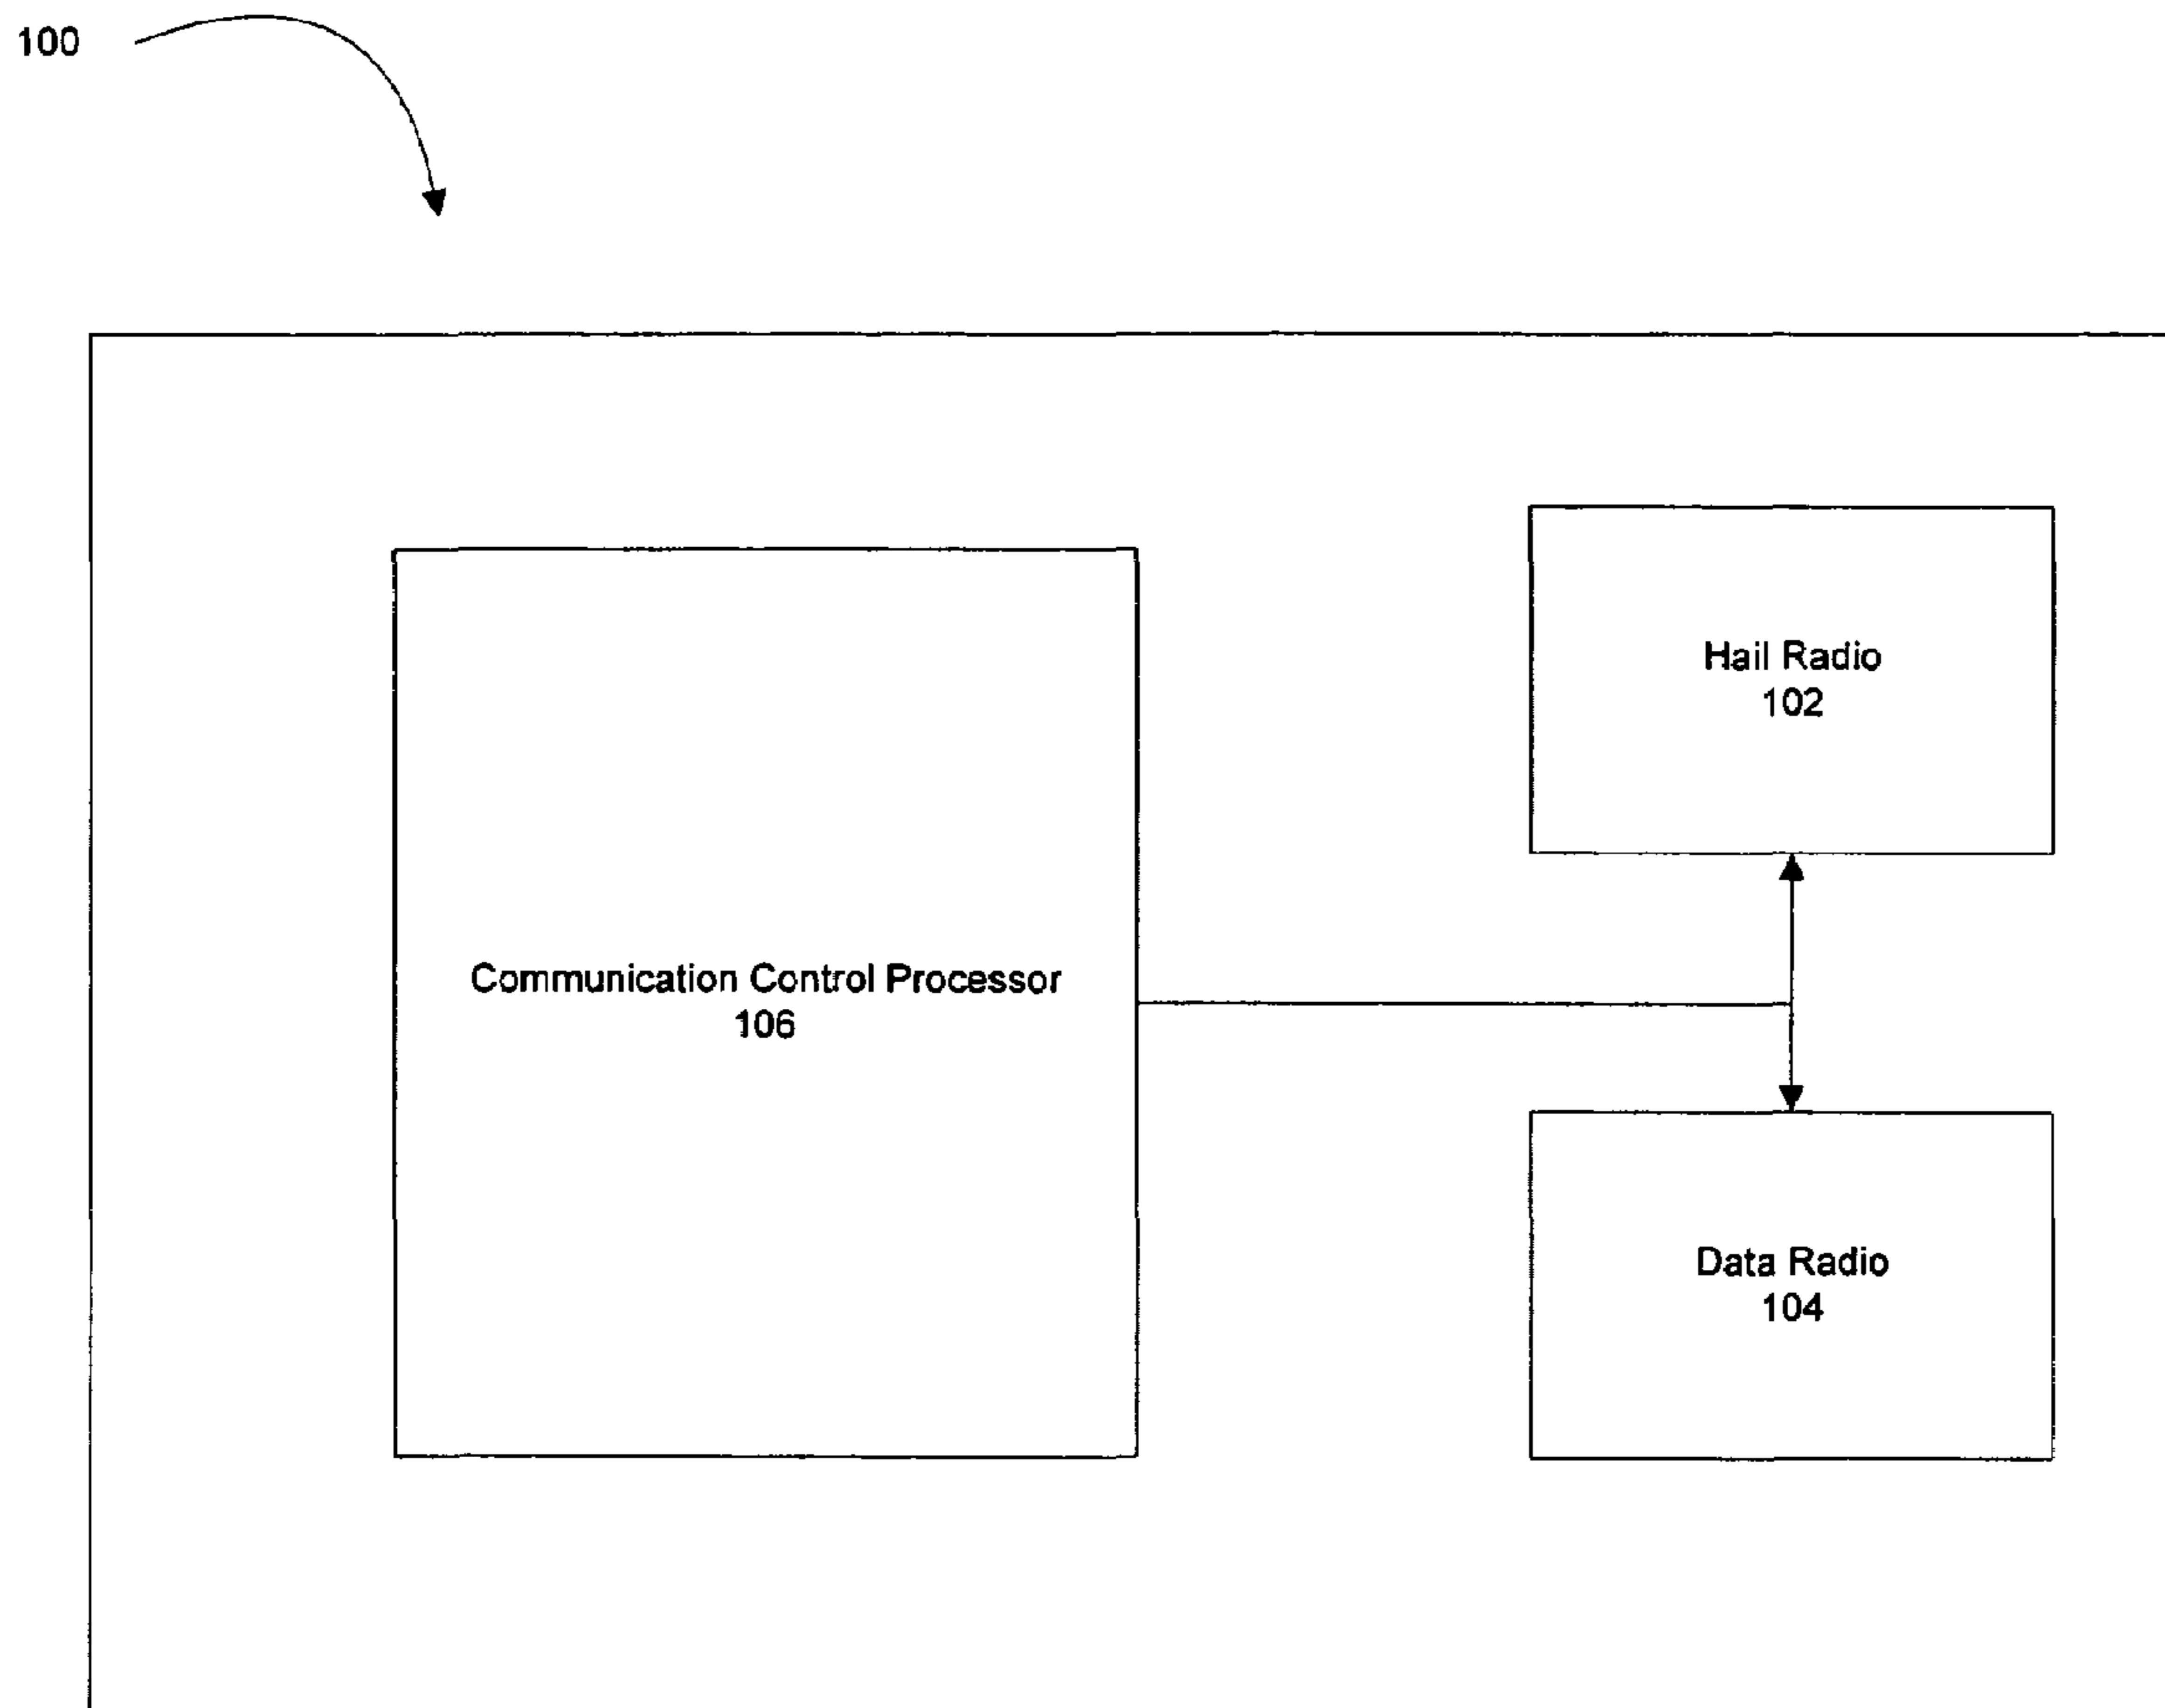 100
Hail Radio
102
Communication Control Processor
106
Data Radio
104